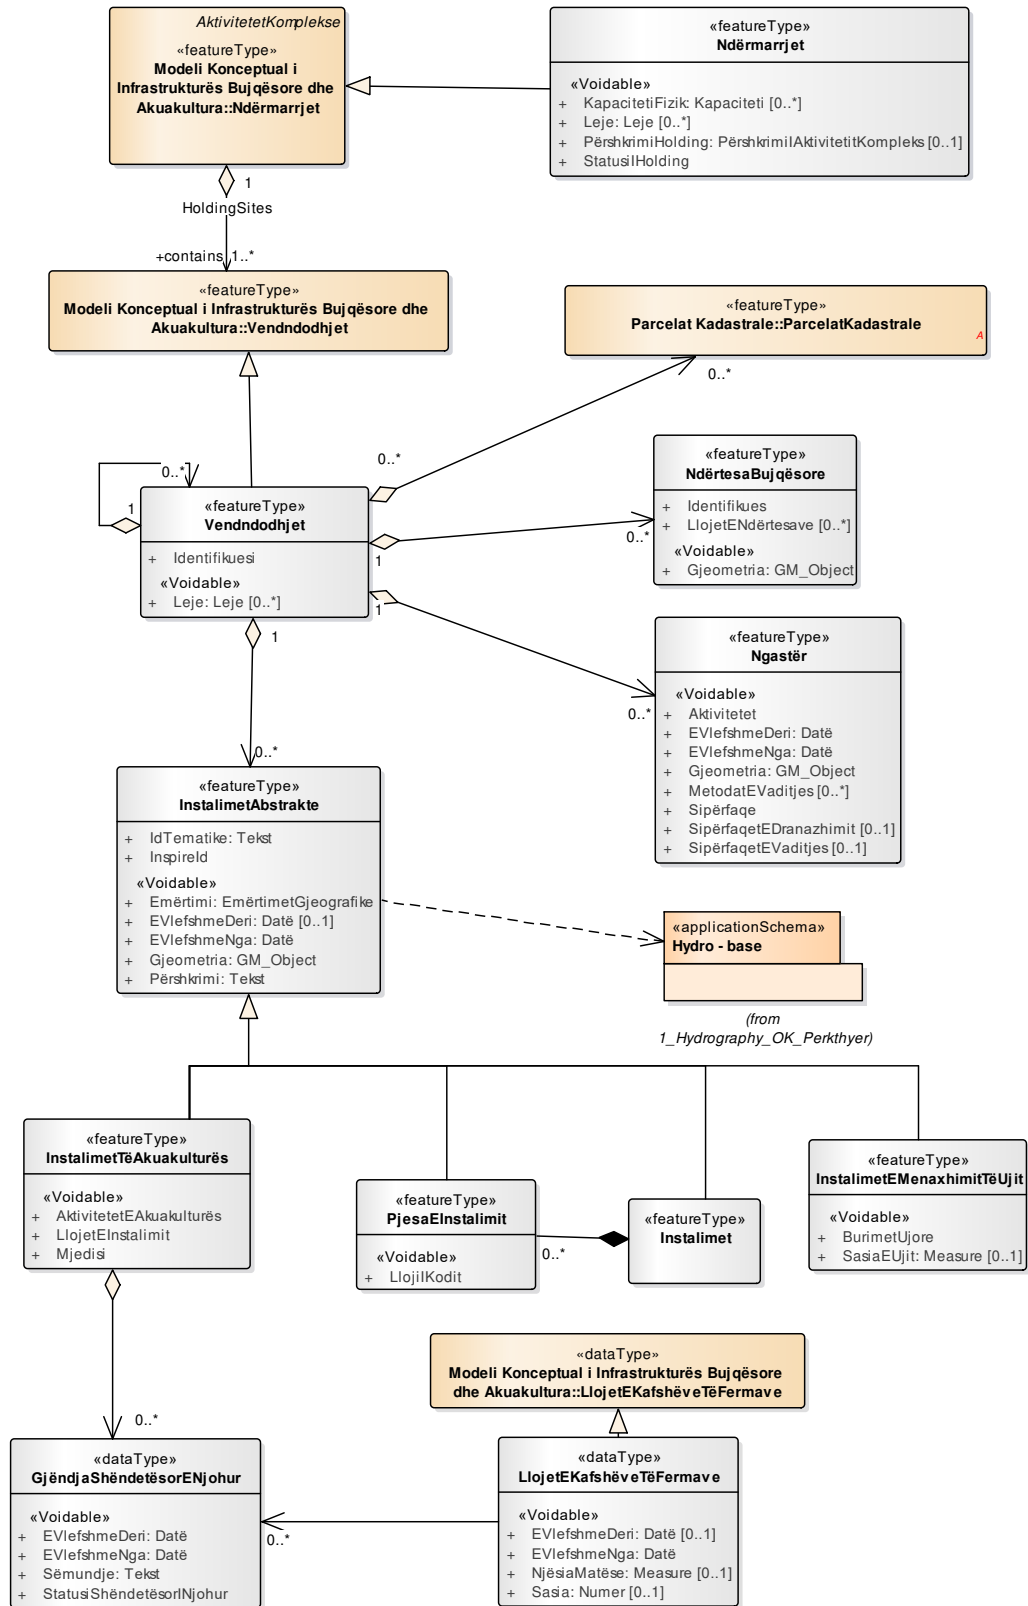 AktivitetetKomplekse
«featureType»
Modeli Konceptual i
Infrastrukturës Bujqësore dhe
Akuakultura::Ndërmarrjet
«featureType»
Ndërmarrjet
«Voidable»
+ KapacitetiFizik: Kapaciteti [0..*]
+ Leje: Leje [0..*]
+ PërshkrimiHolding: PërshkrimiIAktivitetitKompleks [0..1]
+ StatusiIHolding
1
HoldingSites
+contains 1..*
«featureType»
Modeli Konceptual i Infrastrukturës Bujqësore dhe
Akuakultura::Vendndodhjet
«featureType»
Parcelat Kadastrale::ParcelatKadastrale
A
0..*
0..*
0..*
1
«featureType»
Vendndodhjet
+ Identifikuesi
«Voidable»
+ Leje: Leje [0..*]
«featureType»
NdërtesaBujqësore
+ Identifikues
+ LlojetENdërtesave [0..*]
«Voidable»
+ Gjeometria: GM_Object
0..*
1
1
0..*
1
«featureType»
Ngastër
«Voidable»
+ Aktivitetet
+ EVlefshmeDeri: Datë
+ EVlefshmeNga: Datë
+ Gjeometria: GM_Object
+ MetodatEVaditjes [0..*]
+ Sipërfaqe
+ SipërfaqetEDranazhimit [0..1]
+ SipërfaqetEVaditjes [0..1]
0..*
«featureType»
InstalimetAbstrakte
+ IdTematike: Tekst
+ InspireId
«Voidable»
+ Emërtimi: EmërtimetGjeografike
+ EVlefshmeDeri: Datë [0..1]
+ EVlefshmeNga: Datë
+ Gjeometria: GM_Object
+ Përshkrimi: Tekst
«applicationSchema»
Hydro - base
(from
1_Hydrography_OK_Perkthyer)
«featureType»
InstalimetTëAkuakulturës
«Voidable»
+ AktivitetetEAkuakulturës
+ LlojetEInstalimit
+ Mjedisi
«featureType»
PjesaEInstalimit
«Voidable»
+ LlojiIKodit
0..*
«featureType»
Instalimet
«featureType»
InstalimetEMenaxhimitTëUjit
«Voidable»
+ BurimetUjore
+ SasiaEUjit: Measure [0..1]
«dataType»
Modeli Konceptual i Infrastrukturës Bujqësore
dhe Akuakultura::LlojetEKafshëveTëFermave
0..*
«dataType»
GjëndjaShëndetësorENjohur
«Voidable»
+ EVlefshmeDeri: Datë
+ EVlefshmeNga: Datë
+ Sëmundje: Tekst
+ StatusiShëndetësorINjohur
0..*
«dataType»
LlojetEKafshëveTëFermave
«Voidable»
+ EVlefshmeDeri: Datë [0..1]
+ EVlefshmeNga: Datë
+ NjësiaMatëse: Measure [0..1]
+ Sasia: Numer [0..1]